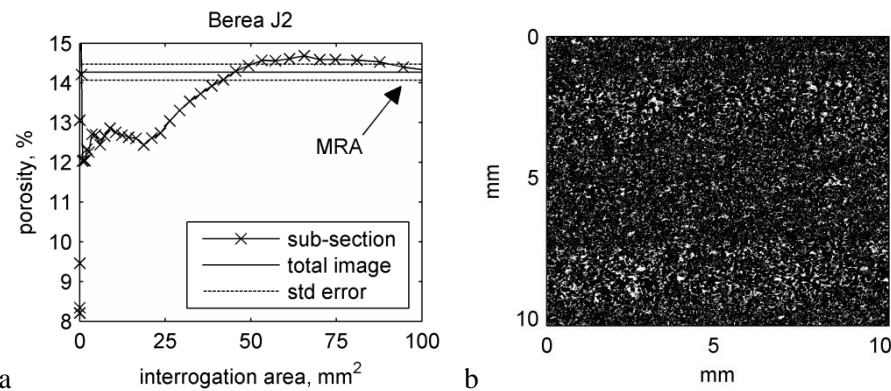 Berea J2
15
14
13
12
11
10
9
8
porosity, %
0
25
50
75
100
interrogation area, mm²
MRA
sub-section
total image
std error
a
0
5
10
mm
0
5
10
mm
b